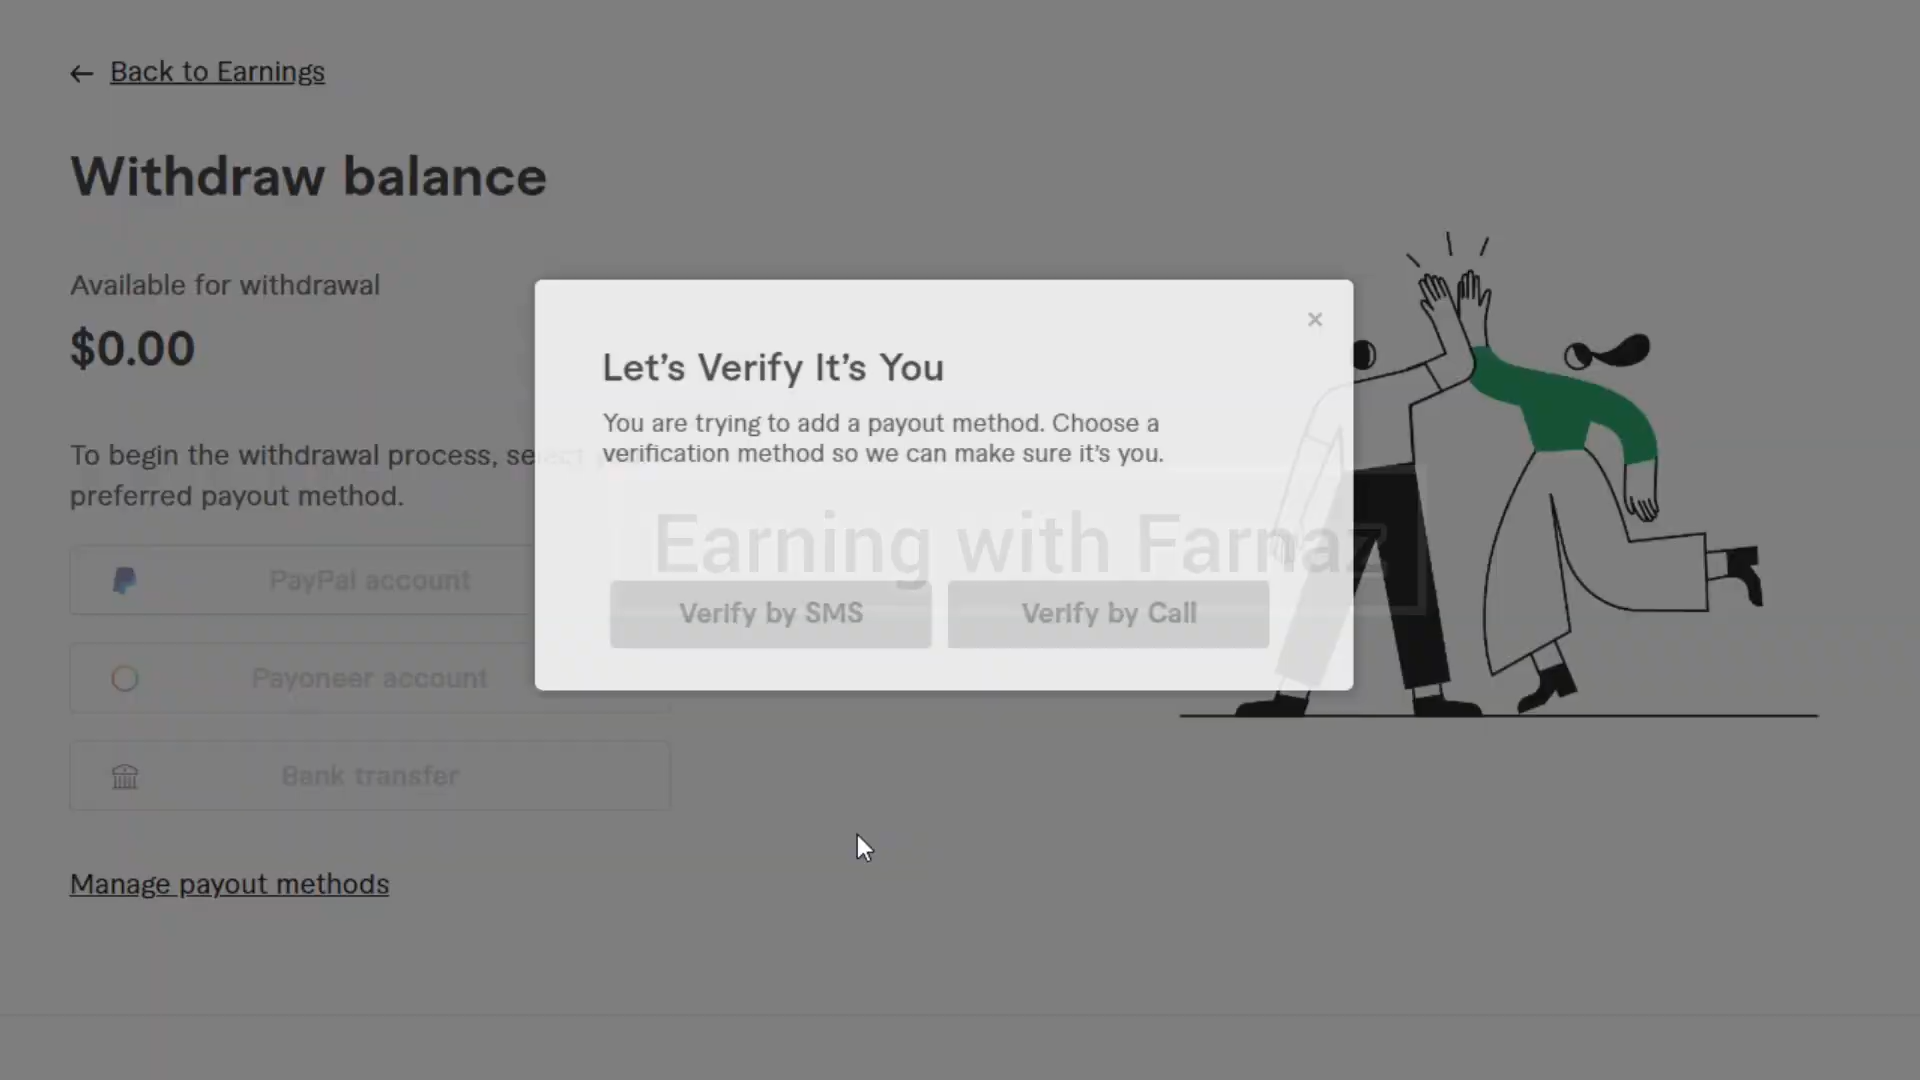 Back to Earnings
Withdraw balance
Available for withdrawal
$0.00
To begin the withdrawal process, select
preferred payout method.
PayPal account
Payoneer account
Bank transfer
Manage payout methods
×
Let's Verify It's You
You are trying to add a payout method. Choose a
verification method so we can make sure it's you.
Earning with Farnaz
Verify by SMS
Verify by Call